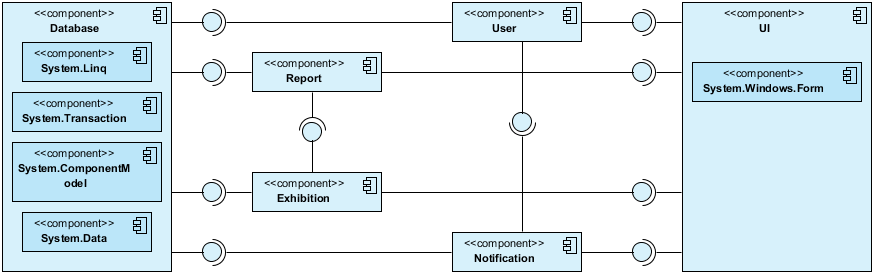 <<component>>
Database
<<component>>
System.Linq
<<component>>
System.Transaction
<<component>>
System.ComponentM
odel
<<component>>
System.Data
<<component>>
Report
<<component>>
Exhibition
<<component>>
User
<<component>>
Notification
<<component>>
UI
<<component>>
System.Windows.Form